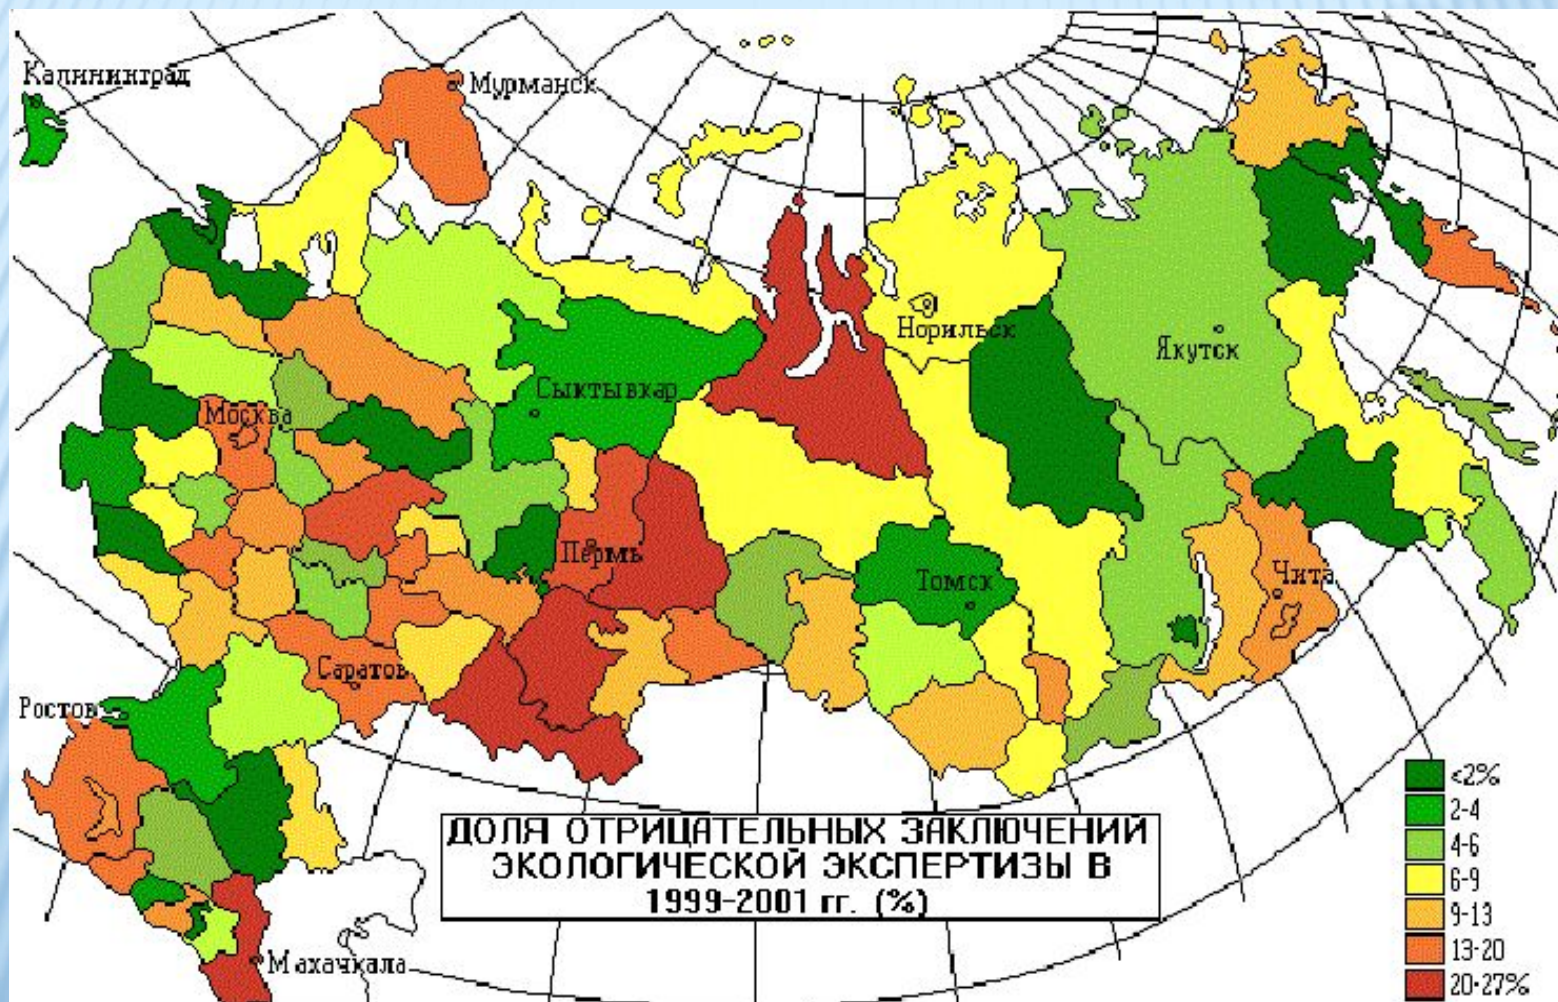 Калининград
Мурманск
Норильск
Якутск
Сыктывкар
Москва
Пермь
Томск
Чита
Саратов
Ростов
Махачкала
ДОЛЯ ОТРИЦАТЕЛЬНЫХ ЗАКЛЮЧЕНИЙ
ЭКОЛОГИЧЕСКОЙ ЭКСПЕРТИЗЫ В
1999-2001 гг. (%)
<2%
2-4
4-6
6-9
9-13
13-20
20-27%